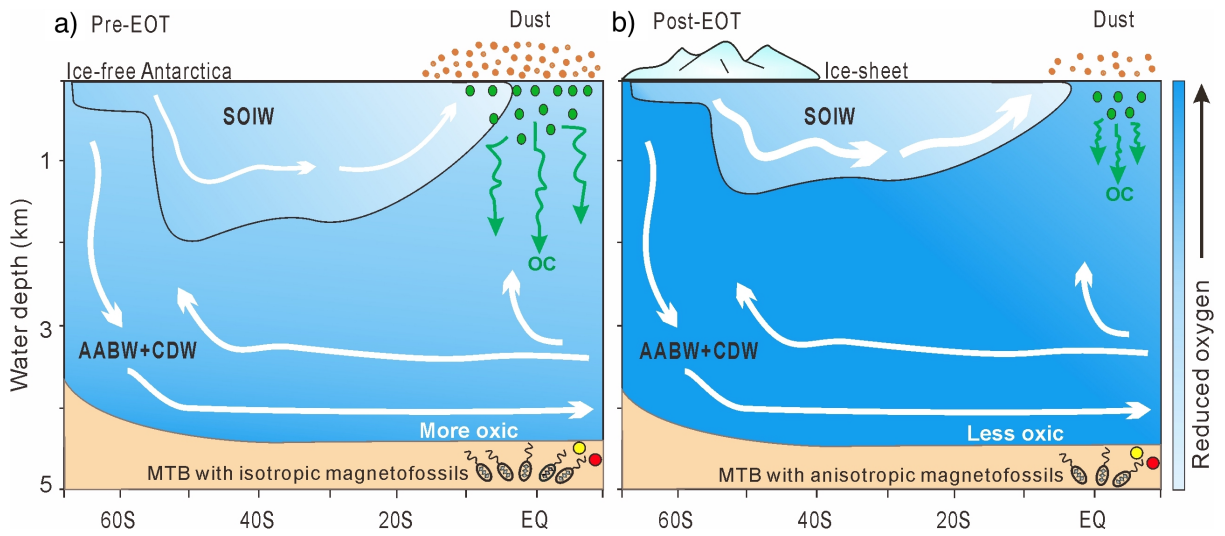 a) Pre-EOT
Dust
Ice-free Antarctica
SOIW
OC
AABW+CDW
More oxic
MTB with isotropic magnetofossils
b) Post-EOT
Dust
Ice-sheet
SOIW
OC
AABW+CDW
Less oxic
MTB with anisotropic magnetofossils
Water depth (km)
1
3
5
60S 40S 20S EQ
60S 40S 20S EQ
Reduced oxygen